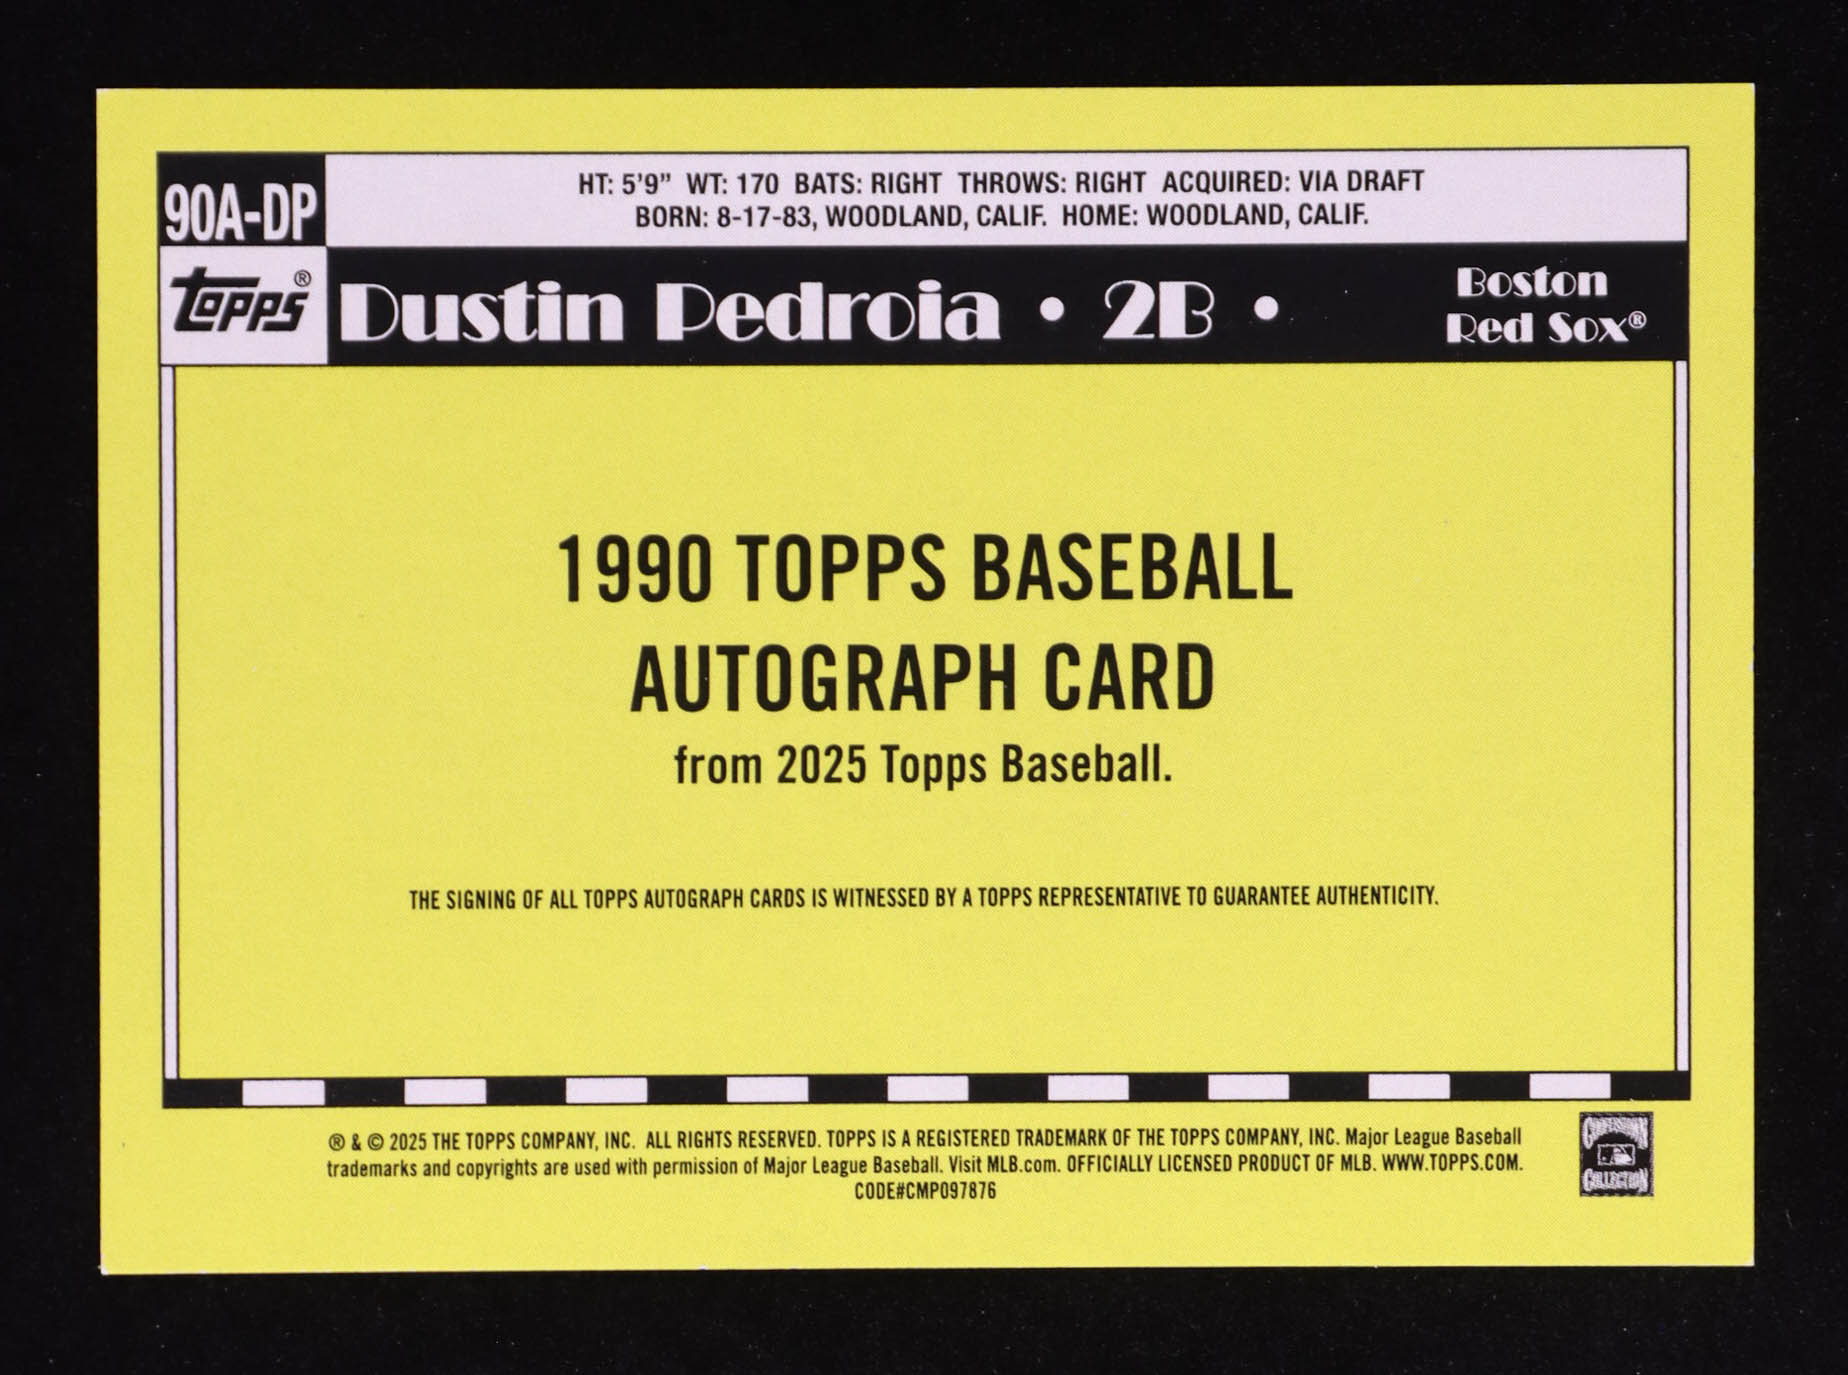 90A-DP
HT: 5'9" WT: 170 BATS: RIGHT THROWS: RIGHT ACQUIRED: VIA DRAFT
BORN: 8-17-83, WOODLAND, CALIF. HOME: WOODLAND, CALIF.
topps®
Dustin Pedroia • 2B •
Boston
Red Sox®
1990 TOPPS BASEBALL
AUTOGRAPH CARD
from 2025 Topps Baseball.
THE SIGNING OF ALL TOPPS AUTOGRAPH CARDS IS WITNESSED BY A TOPPS REPRESENTATIVE TO GUARANTEE AUTHENTICITY.
® & © 2025 THE TOPPS COMPANY, INC. ALL RIGHTS RESERVED. TOPPS IS A REGISTERED TRADEMARK OF THE TOPPS COMPANY, INC. Major League Baseball
trademarks and copyrights are used with permission of Major League Baseball. Visit MLB.com. OFFICIALLY LICENSED PRODUCT OF MLB. WWW.TOPPS.COM.
CODE#CMP097876
COLLECTION